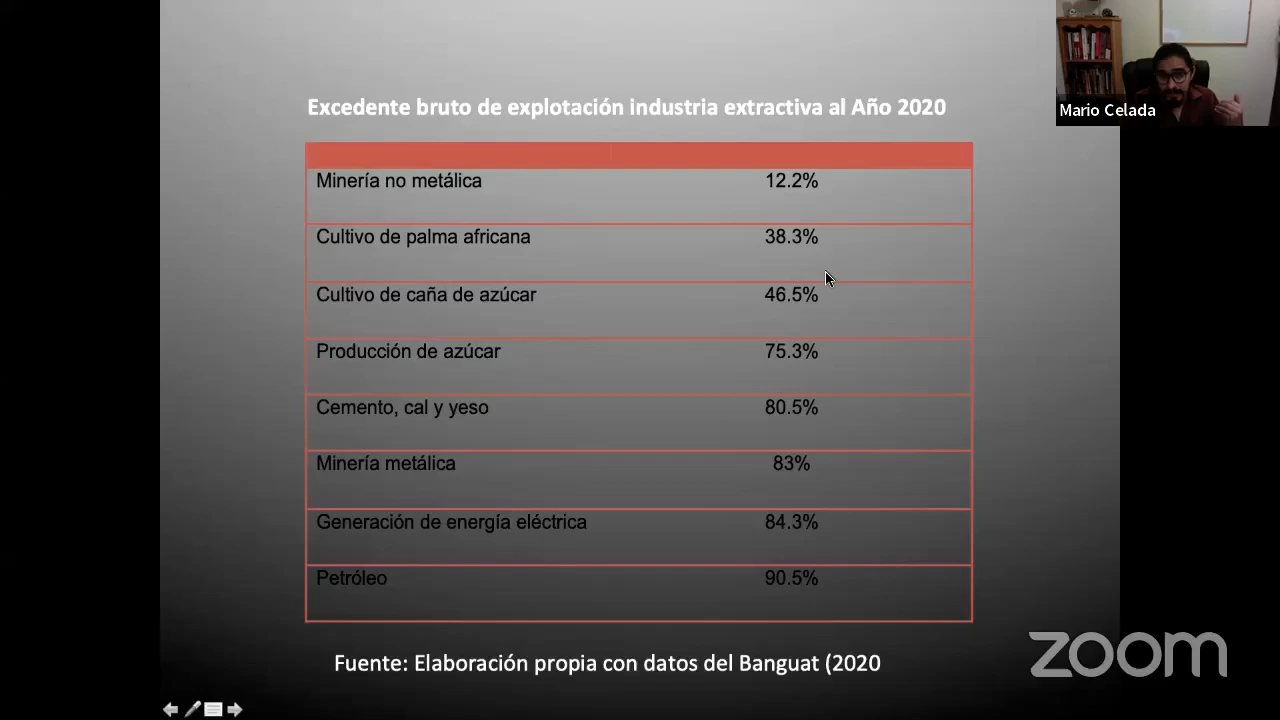 Excedente bruto de explotación industria extractiva al Año 2020
Mario Celada
Minería no metálica 12.2%
Cultivo de palma africana 38.3%
Cultivo de caña de azúcar 46.5%
Producción de azúcar 75.3%
Cemento, cal y yeso 80.5%
Minería metálica 83%
Generación de energía eléctrica 84.3%
Petróleo 90.5%
Fuente: Elaboración propia con datos del Banguat (2020
zoom